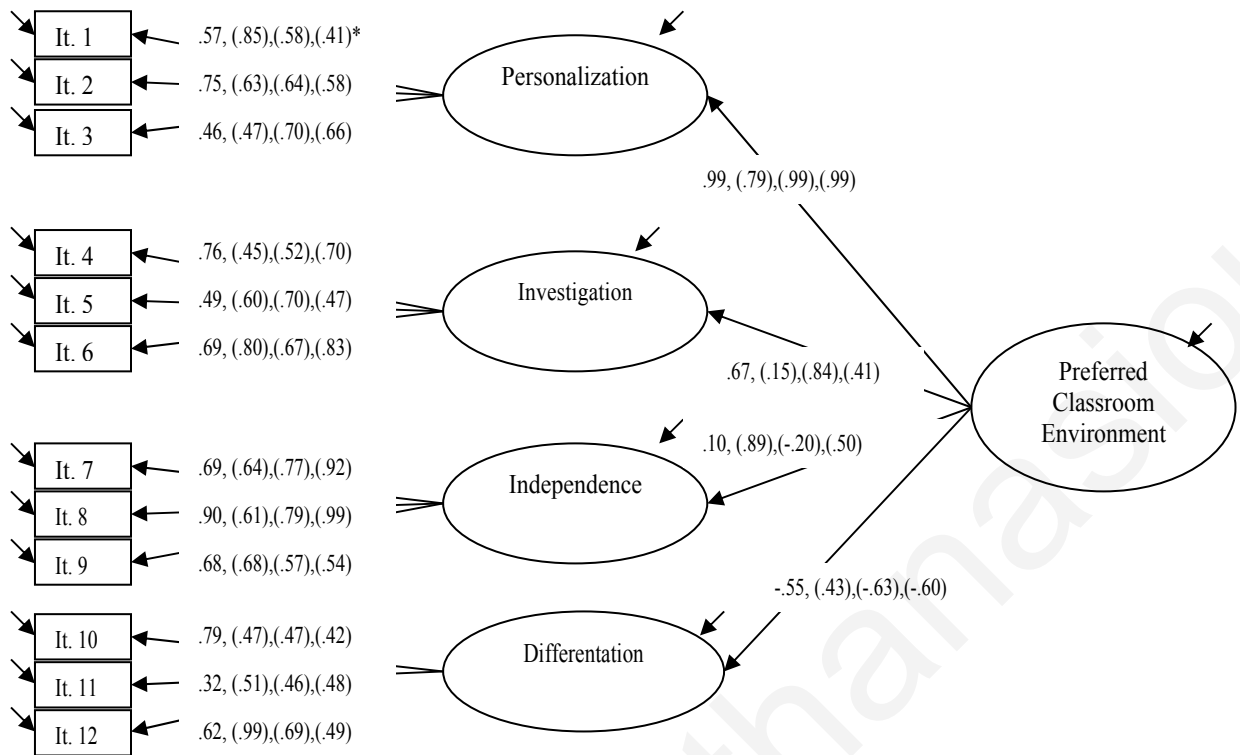 It. 1 .57, (.85),(.58),(.41)*
It. 2 .75, (.63),(.64),(.58)
It. 3 .46, (.47),(.70),(.66)
Personalization
.99, (.79),(.99),(.99)
It. 4 .76, (.45),(.52),(.70)
It. 5 .49, (.60),(.70),(.47)
It. 6 .69, (.80),(.67),(.83)
Investigation
.67, (.15),(.84),(.41)
Preferred
Classroom
Environment
It. 7 .69, (.64),(.77),(.92)
It. 8 .90, (.61),(.79),(.99)
It. 9 .68, (.68),(.57),(.54)
Independence
.10, (.89),(-.20),(.50)
-.55, (.43),(-.63),(-.60)
It. 10 .79, (.47),(.47),(.42)
It. 11 .32, (.51),(.46),(.48)
It. 12 .62, (.99),(.69),(.49)
Differentation